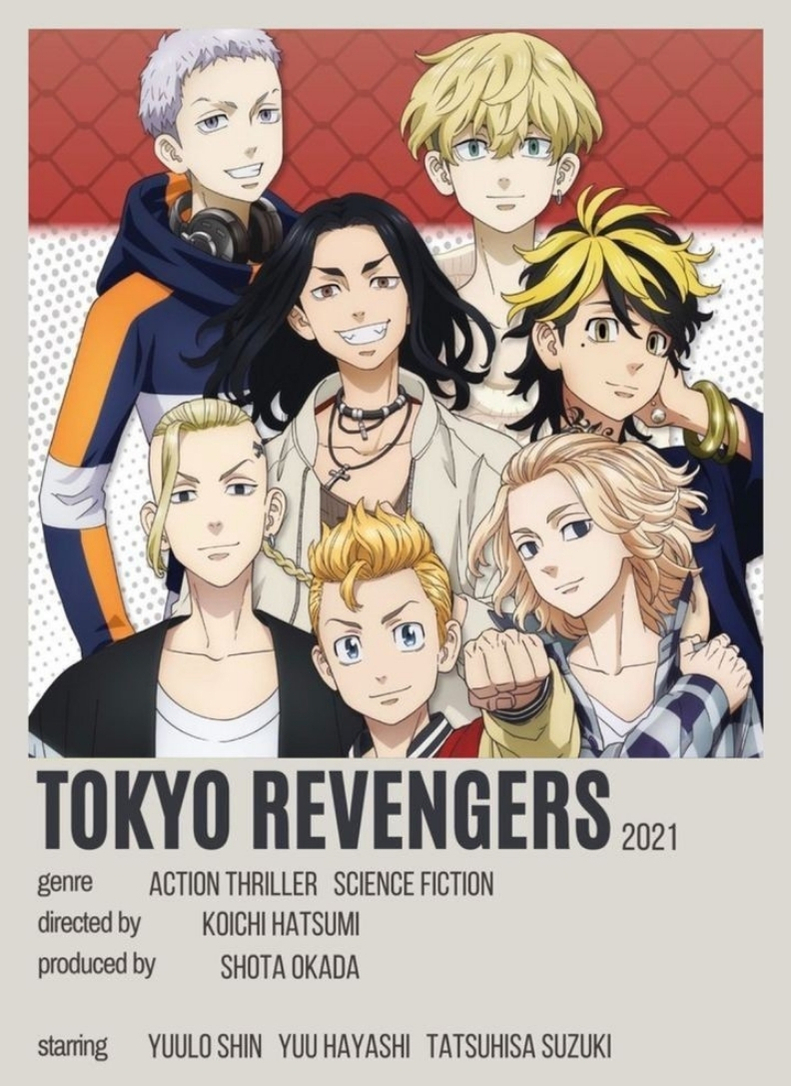 TOKYO REVENGERS 2021
genre ACTION THRILLER SCIENCE FICTION
directed by KOICHI HATSUMI
produced by SHOTA OKADA
starring YUULO SHIN YUU HAYASHI TATSUHISA SUZUKI